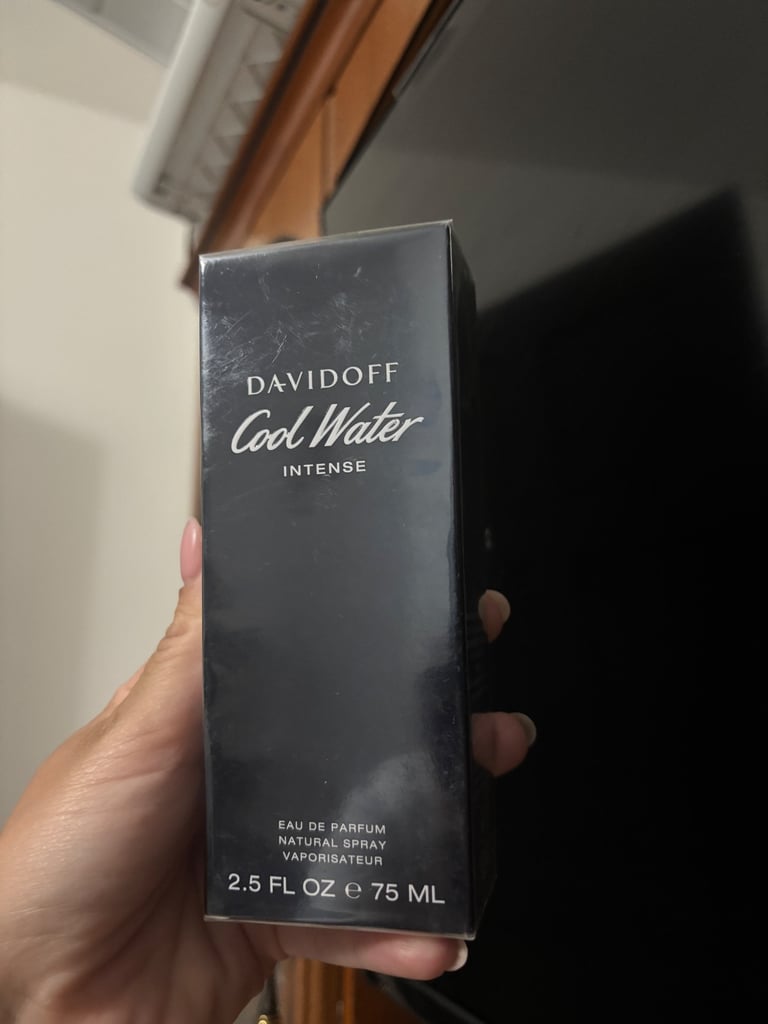 DAVIDOFF
Cool Water
INTENSE
EAU DE PARFUM
NATURAL SPRAY
VAPORISATEUR
2.5 FL OZ ℮ 75 ML